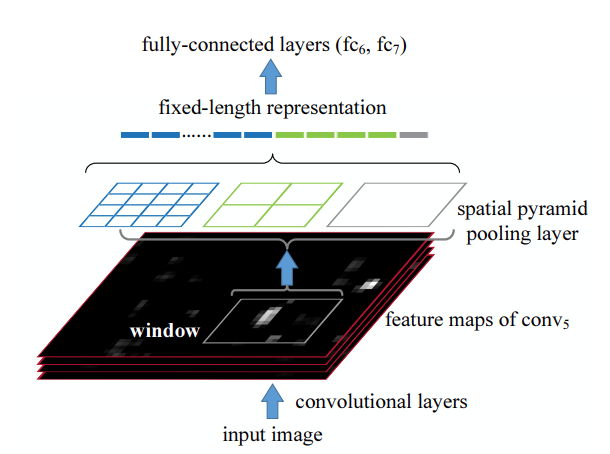 fully-connected layers (fc₆, fc₇)
fixed-length representation
spatial pyramid
pooling layer
window
feature maps of conv₅
convolutional layers
input image